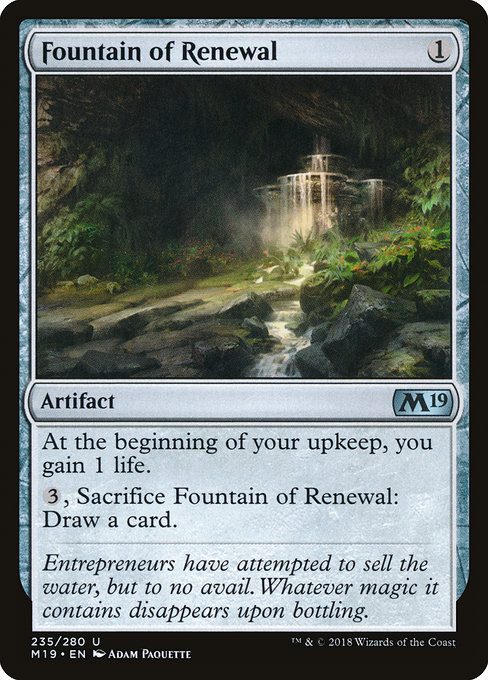 Fountain of Renewal 1
Artifact M19
At the beginning of your upkeep, you
gain 1 life.
3, Sacrifice Fountain of Renewal:
Draw a card.
Entrepreneurs have attempted to sell the
water, but to no avail. Whatever magic it
contains disappears upon bottling.
235/280 U ™ & © 2018 Wizards of the Coast
M19 • EN Adam Paquette